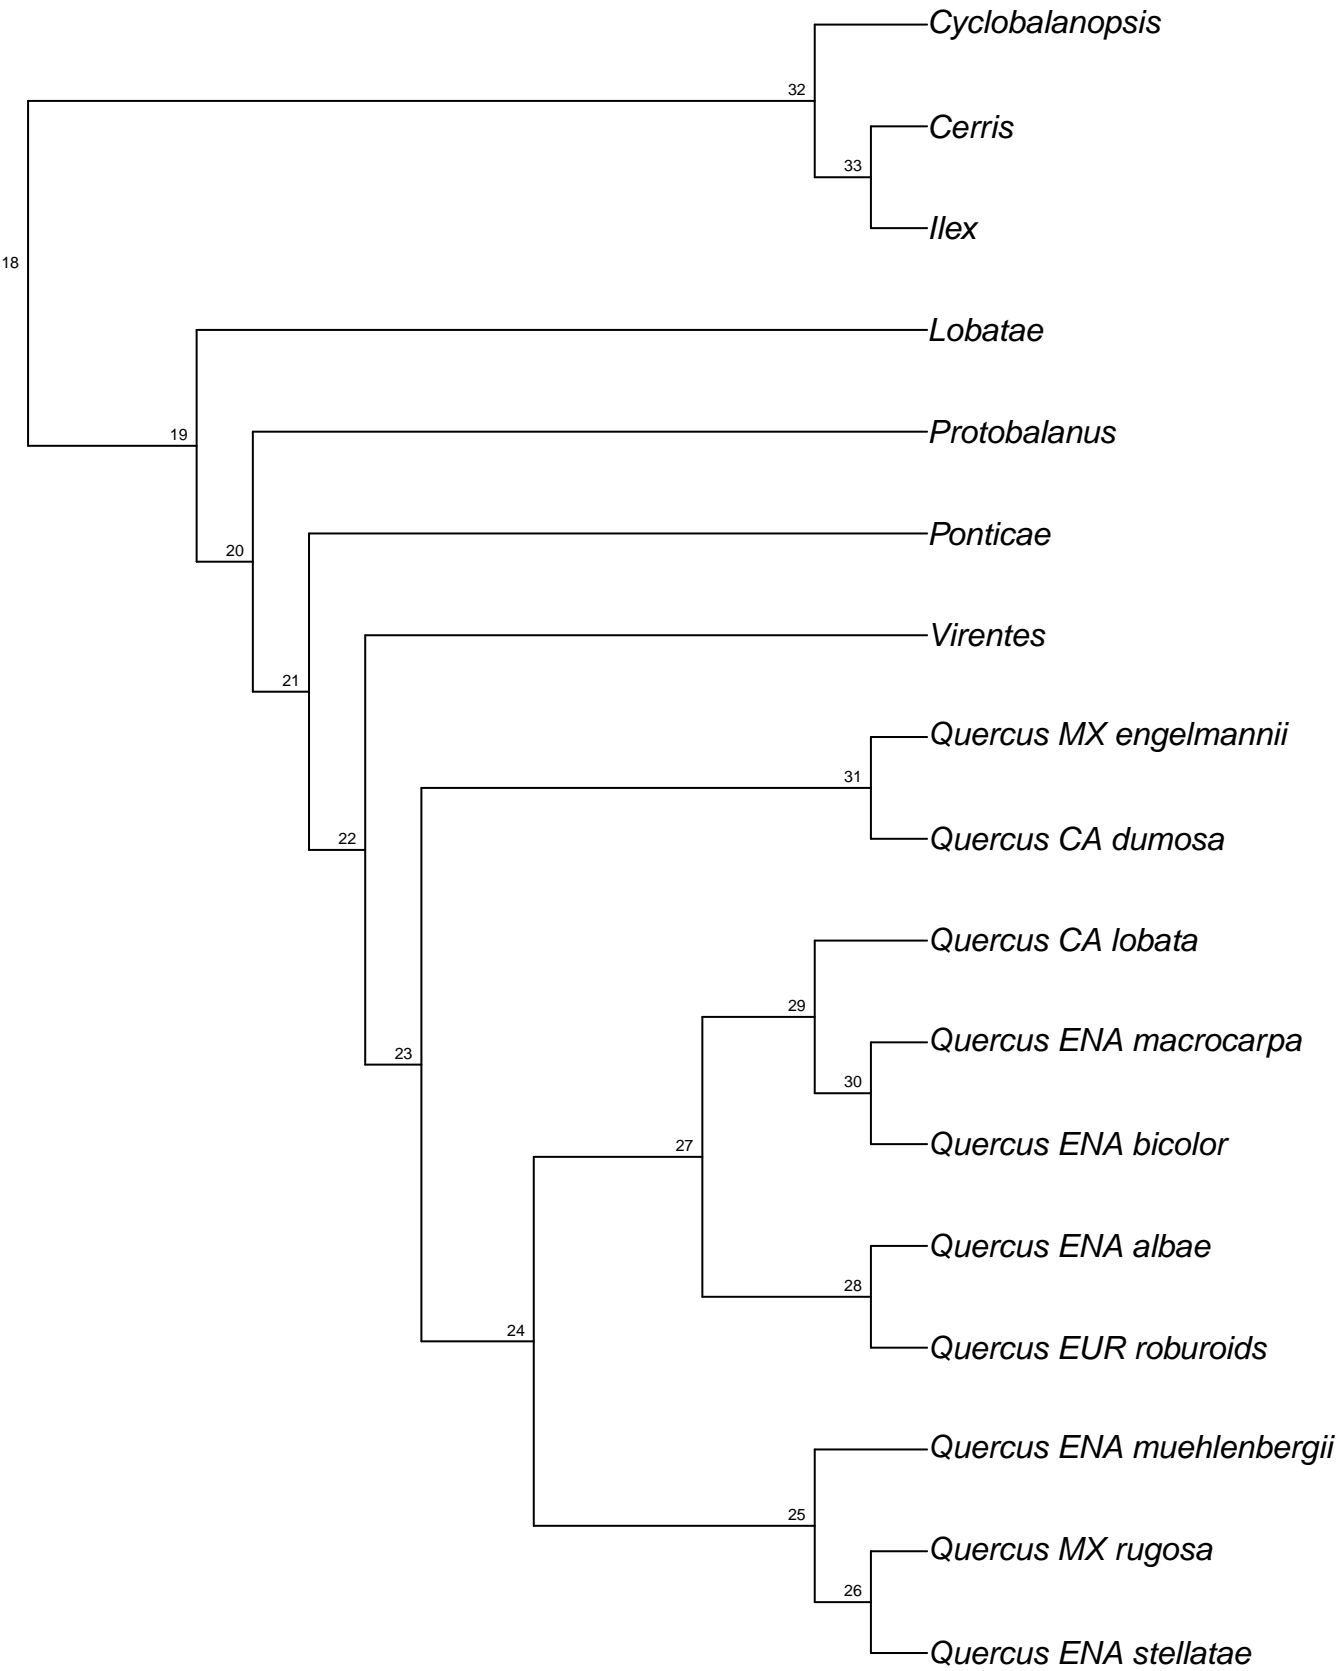 Cyclobalanopsis
32
Cerris
33
Ilex
18
Lobatae
19
Protobalanus
20
Ponticae
21
Virentes
Quercus MX engelmannii
31
22
Quercus CA dumosa
Quercus CA lobata
29
Quercus ENA macrocarpa
23
30
Quercus ENA bicolor
27
Quercus ENA albae
28
24
Quercus EUR roburoids
Quercus ENA muehlenbergii
25
Quercus MX rugosa
26
Quercus ENA stellatae